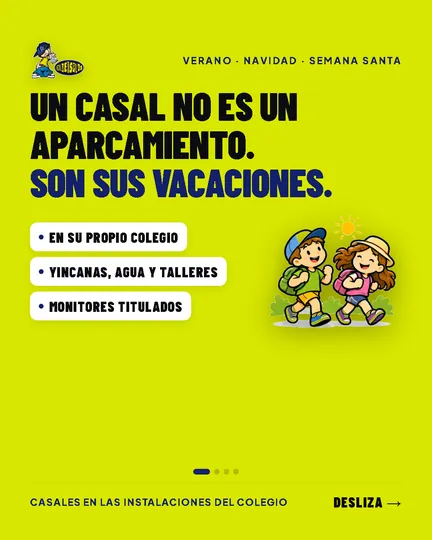 VERANO · NAVIDAD · SEMANA SANTA
UN CASAL NO ES UN
APARCAMIENTO.
SON SUS VACACIONES.
• EN SU PROPIO COLEGIO
• YINCANAS, AGUA Y TALLERES
• MONITORES TITULADOS
CASALES EN LAS INSTALACIONES DEL COLEGIO
DESLIZA →